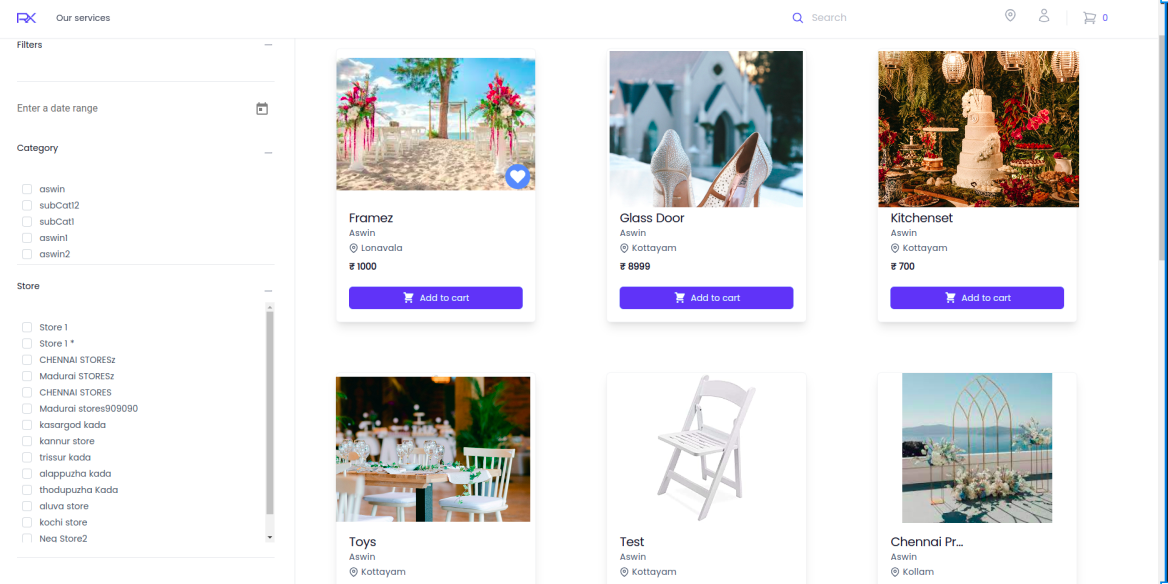 RX
Our services
Search
0
Filters
Enter a date range
Category
aswin
subCat12
subCat1
aswin1
aswin2
Store
Store 1
Store 1 *
CHENNAI STORESz
Madurai STORESz
CHENNAI STORES
Madurai stores909090
kasargod kada
kannur store
trissur kada
alappuzha kada
thodupuzha Kada
aluva store
kochi store
Neg Store2
Framez
Aswin
Lonavala
₹ 1000
Add to cart
Glass Door
Aswin
Kottayam
₹ 8999
Add to cart
Kitchenset
Aswin
Kottayam
₹ 700
Add to cart
Toys
Aswin
Kottayam
Test
Aswin
Kottayam
Chennai Pr...
Aswin
Kollam